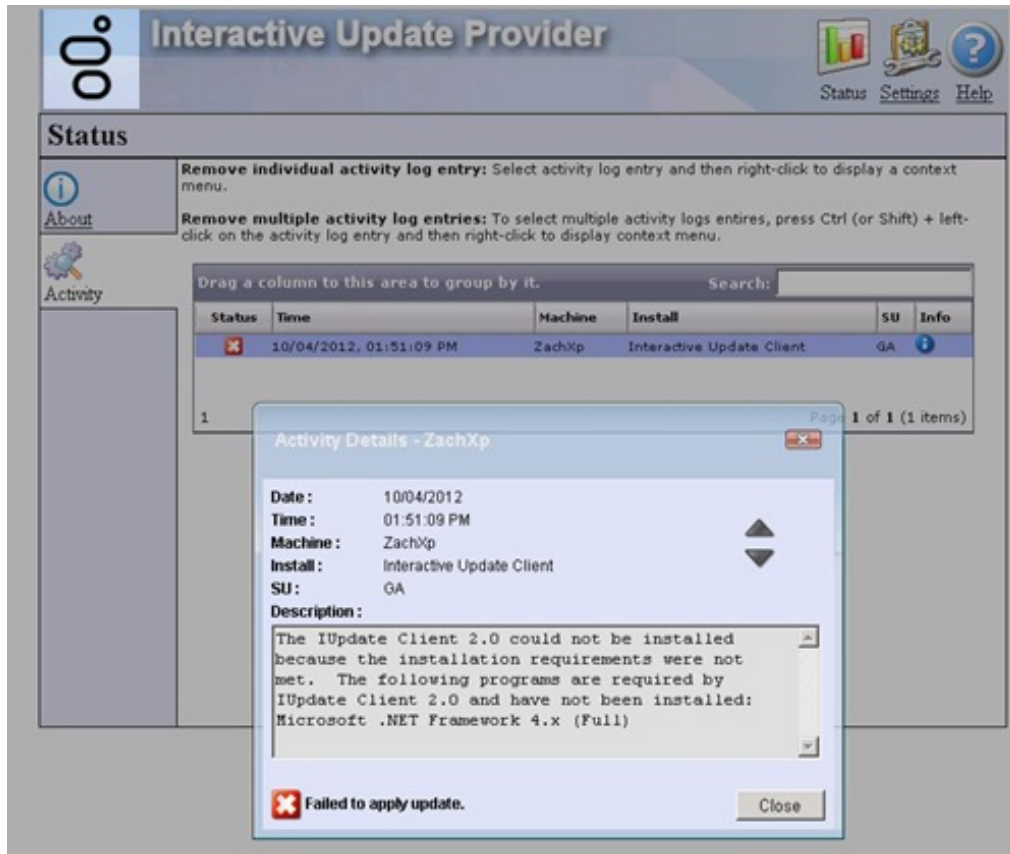 Interactive Update Provider
Status Settings Help
Status
About
Activity
Remove individual activity log entry: Select activity log entry and then right-click to display a context
menu.
Remove multiple activity log entries: To select multiple activity logs entires, press Ctrl (or Shift) + left-
click on the activity log entry and then right-click to display context menu.
Drag a column to this area to group by it. Search:
Status Time Machine Install SU Info
10/04/2012, 01:51:09 PM ZachXp Interactive Update Client GA
1 Page 1 of 1 (1 items)
Activity Details - ZachXp
Date : 10/04/2012
Time : 01:51:09 PM
Machine : ZachXp
Install : Interactive Update Client
SU : GA
Description :
The IUpdate Client 2.0 could not be installed
because the installation requirements were not
met. The following programs are required by
IUpdate Client 2.0 and have not been installed:
Microsoft .NET Framework 4.x (Full)
Failed to apply update.
Close